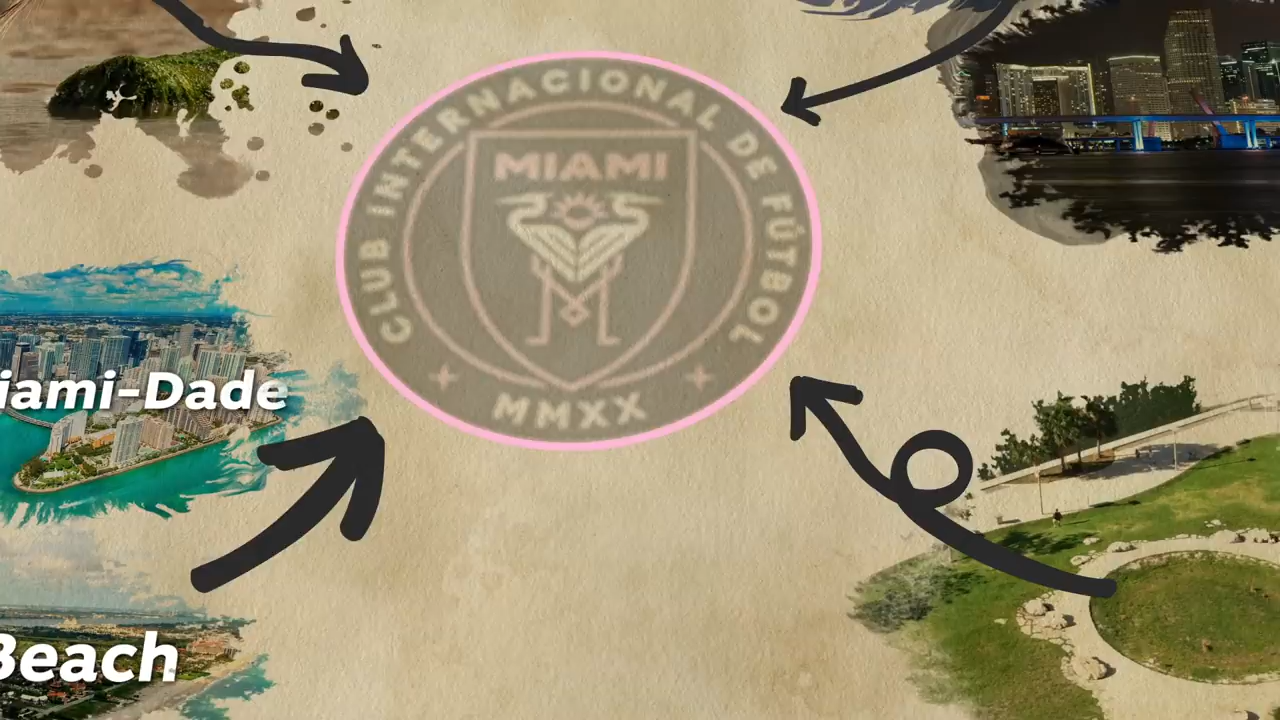 CLUB INTERNACIONAL DE FÚTBOL
MIAMI
MMXX
iami-Dade
Beach